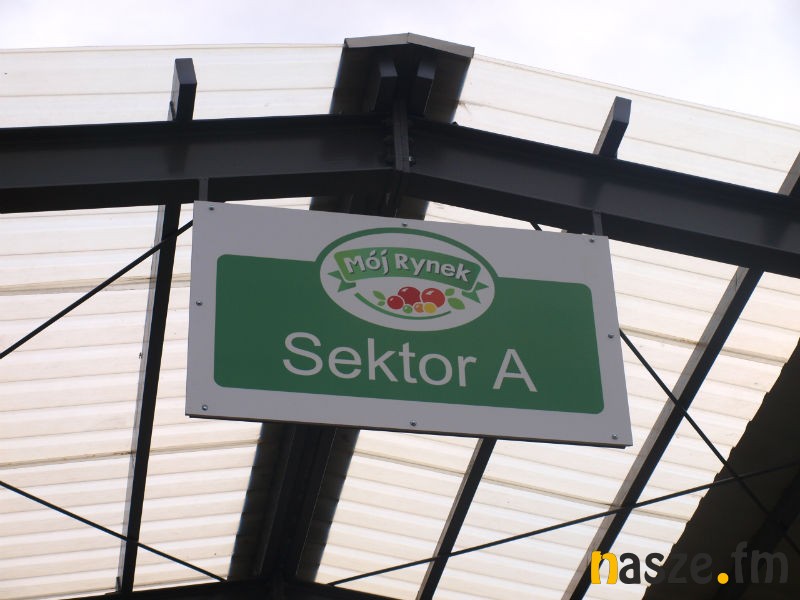 Mój Rynek
Sektor A
nasze.fm